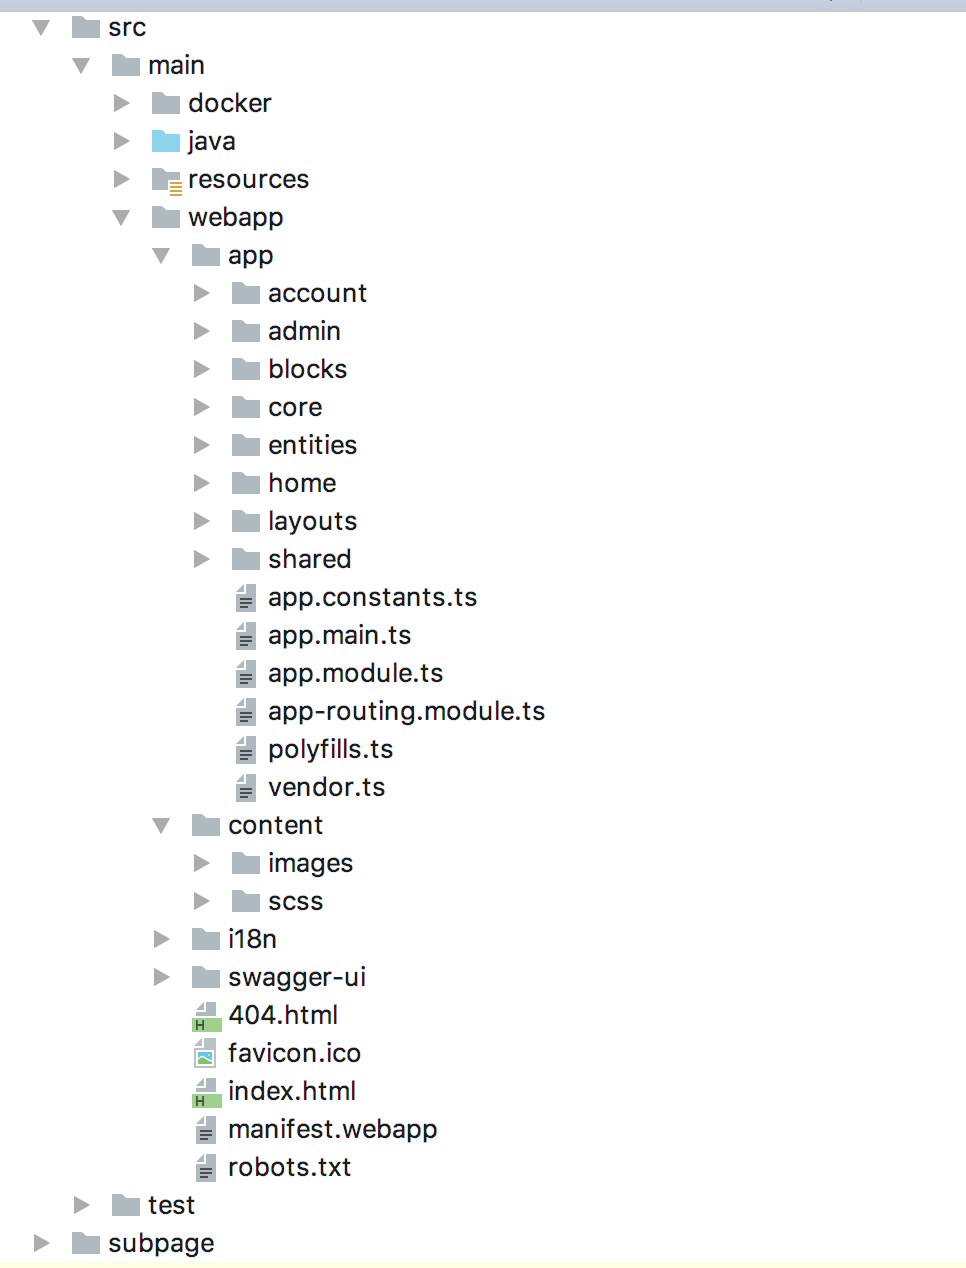 src
main
docker
java
resources
webapp
app
account
admin
blocks
core
entities
home
layouts
shared
app.constants.ts
app.main.ts
app.module.ts
app-routing.module.ts
polyfills.ts
vendor.ts
content
images
scss
i18n
swagger-ui
404.html
favicon.ico
index.html
manifest.webapp
robots.txt
test
subpage